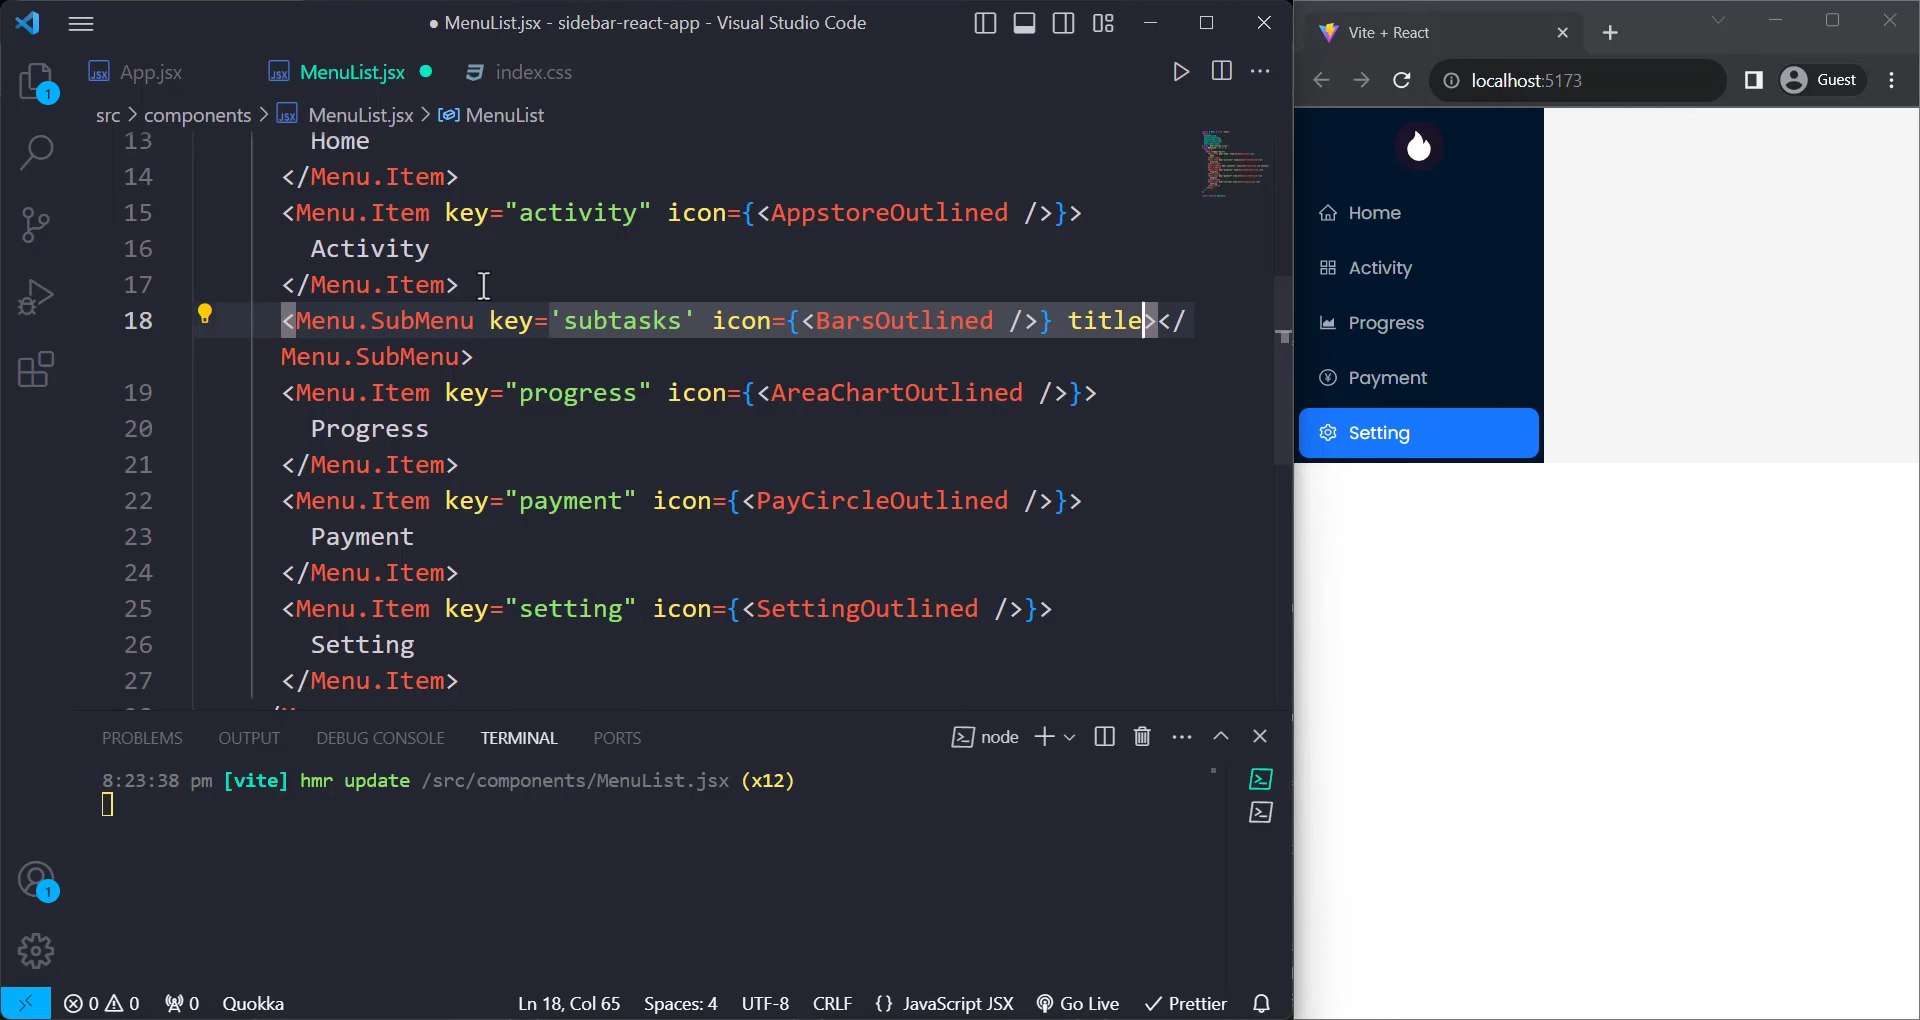 ● MenuList.jsx - sidebar-react-app - Visual Studio Code
App.jsx
MenuList.jsx ●
index.css
src > components > MenuList.jsx > MenuList
13 Home
14 </Menu.Item>
15 <Menu.Item key="activity" icon={<AppstoreOutlined />}>
16 Activity
17 </Menu.Item>
18 <Menu.SubMenu key='subtasks' icon={<BarsOutlined />} title></
Menu.SubMenu>
19 <Menu.Item key="progress" icon={<AreaChartOutlined />}>
20 Progress
21 </Menu.Item>
22 <Menu.Item key="payment" icon={<PayCircleOutlined />}>
23 Payment
24 </Menu.Item>
25 <Menu.Item key="setting" icon={<SettingOutlined />}>
26 Setting
27 </Menu.Item>
PROBLEMS OUTPUT DEBUG CONSOLE TERMINAL PORTS
node
8:23:38 pm [vite] hmr update /src/components/MenuList.jsx (x12)
1
1
0 0 0 Quokka Ln 18, Col 65 Spaces: 4 UTF-8 CRLF {} JavaScript JSX Go Live Prettier
Vite + React
localhost:5173
Guest
Home
Activity
Progress
Payment
Setting